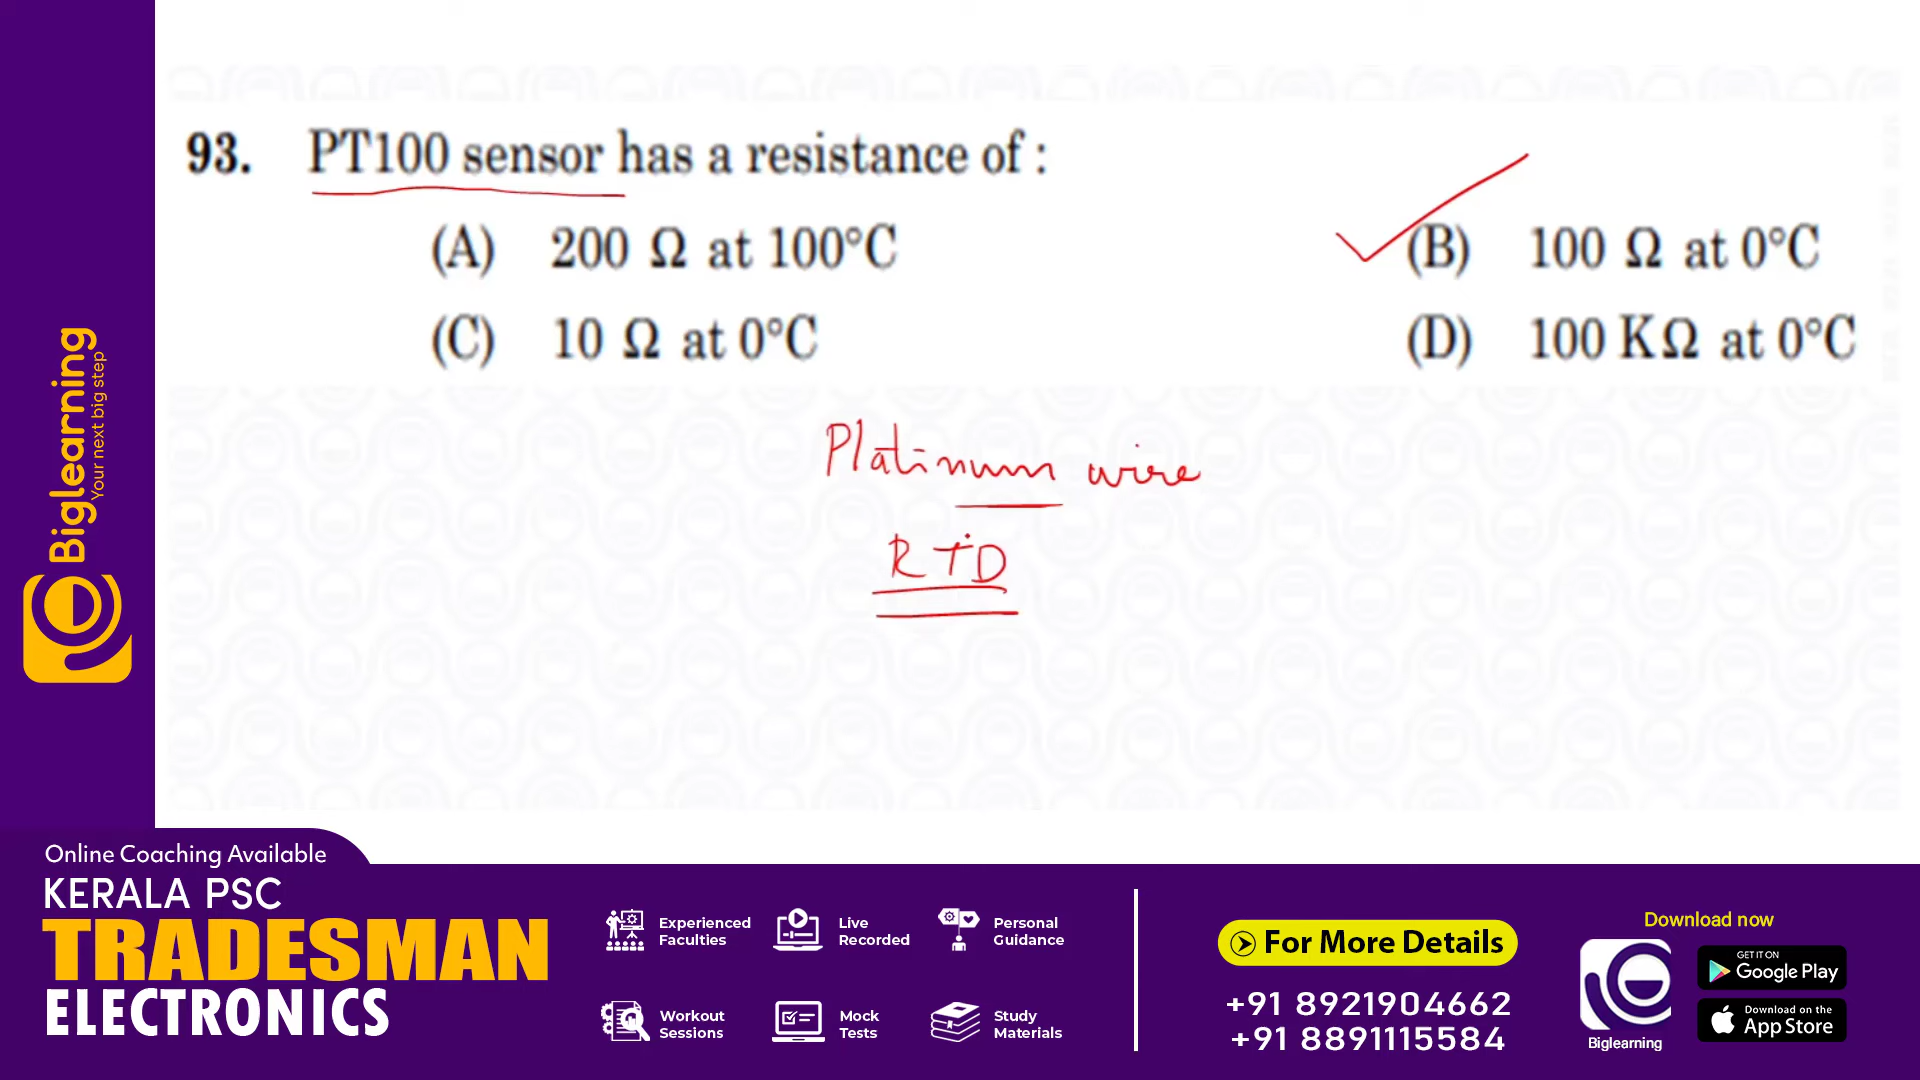 93. PT100 sensor has a resistance of :
(A) 200 Ω at 100°C
(B) 100 Ω at 0°C
(C) 10 Ω at 0°C
(D) 100 KΩ at 0°C
Platinum wire
RTD
Biglearning
Your next big step
Online Coaching Available
KERALA PSC
TRADESMAN
ELECTRONICS
Experienced
Faculties
Live
Recorded
Personal
Guidance
Workout
Sessions
Mock
Tests
Study
Materials
For More Details
+91 8921904662
+91 8891115584
Download now
Biglearning
GET IT ON
Google Play
Download on the
App Store